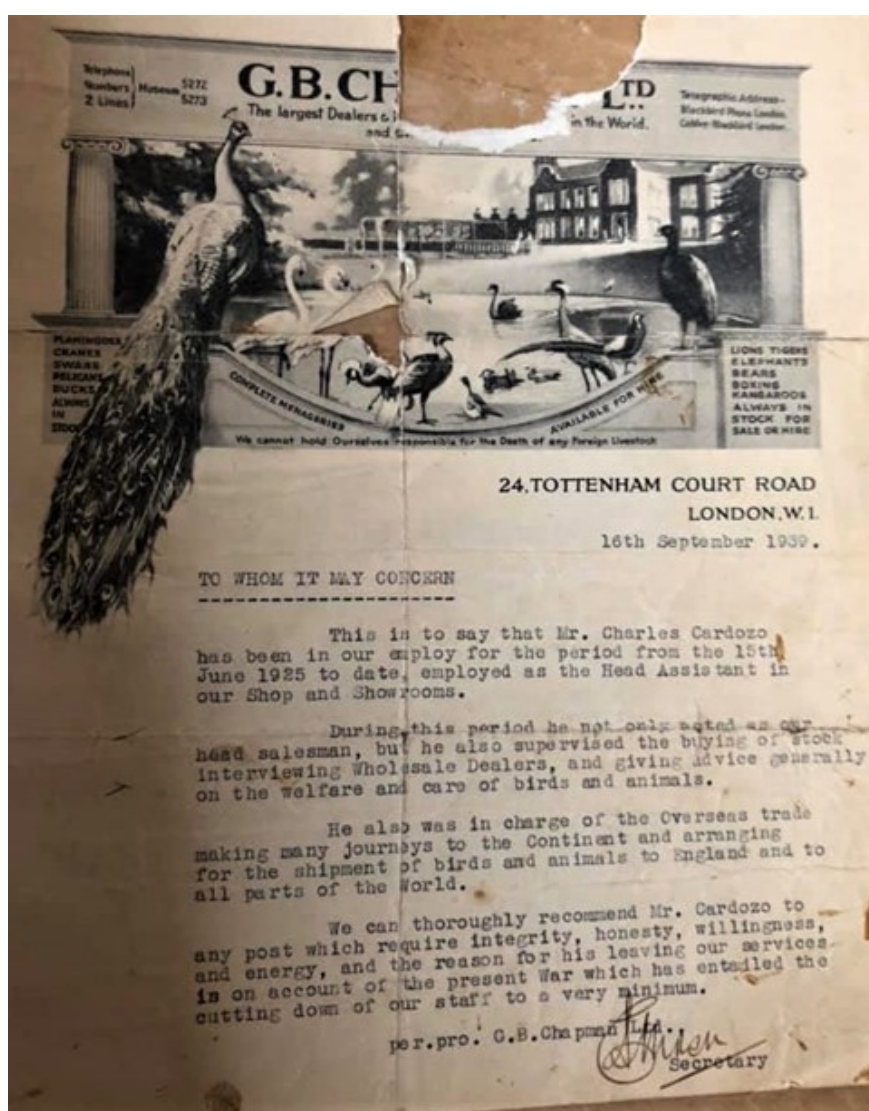 Telephone
Numbers
2 Lines
Museum 5272
5273
G.B.CH LTD
The largest Dealers in the World.
and
Telegraphic Address—
Blackbird Phone London.
London.
FLAMINGOES
CRANES
SWANS
PELICANS
DUCKS
ALWAYS
IN
STOCK
COMPLETE MENAGERIES
AVAILABLE FOR HIRE
We cannot hold Ourselves responsible for the Death of any Foreign Livestock
LIONS TIGERS
ELEPHANTS
BEARS
BOXING
KANGAROOS
ALWAYS IN
STOCK FOR
SALE OR HIRE
24, TOTTENHAM COURT ROAD
LONDON, W.1.
16th September 1939.
TO WHOM IT MAY CONCERN
This is to say that Mr. Charles Cardozo
has been in our employ for the period from the 15th
June 1925 to date, employed as the Head Assistant in
our Shop and Showrooms.
During this period he not only acted as our
head salesman, but he also supervised the buying of stock
interviewing Wholesale Dealers, and giving advice generally
on the welfare and care of birds and animals.
He also was in charge of the Overseas trade
making many journeys to the Continent and arranging
for the shipment of birds and animals to England and to
all parts of the World.
We can thoroughly recommend Mr. Cardozo to
any post which require integrity, honesty, willingness,
and energy, and the reason for his leaving our services
is on account of the present War which has entailed the
cutting down of our staff to a very minimum.
per.pro. G.B.Chapman Ltd.,
Secretary